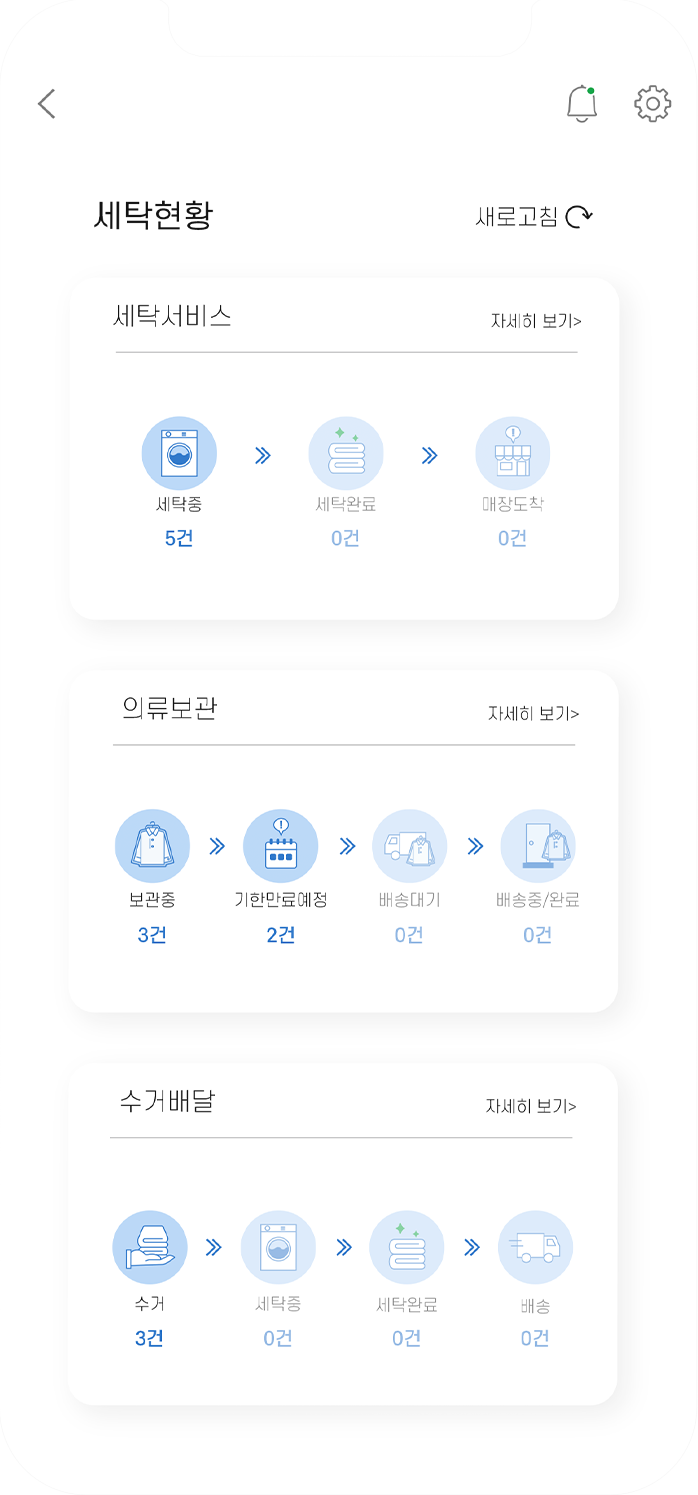 세탁현황
새로고침
세탁서비스
자세히 보기>
세탁중
세탁완료
매장도착
5건
0건
0건
의류보관
자세히 보기>
보관중
기한만료예정
배송대기
배송중/완료
3건
2건
0건
0건
수거배달
자세히 보기>
수거
세탁중
세탁완료
배송
3건
0건
0건
0건